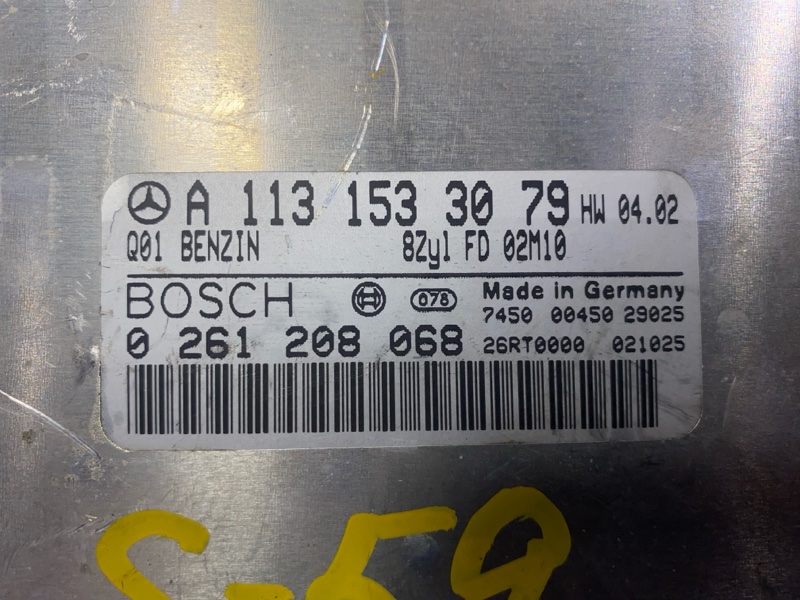 A 113 153 30 79 HW 04.02
Q01 BENZIN 8Zyl FD 02M10
BOSCH 078 Made in Germany
7450 00450 29025
0 261 208 068 26RT0000 021025
S-59